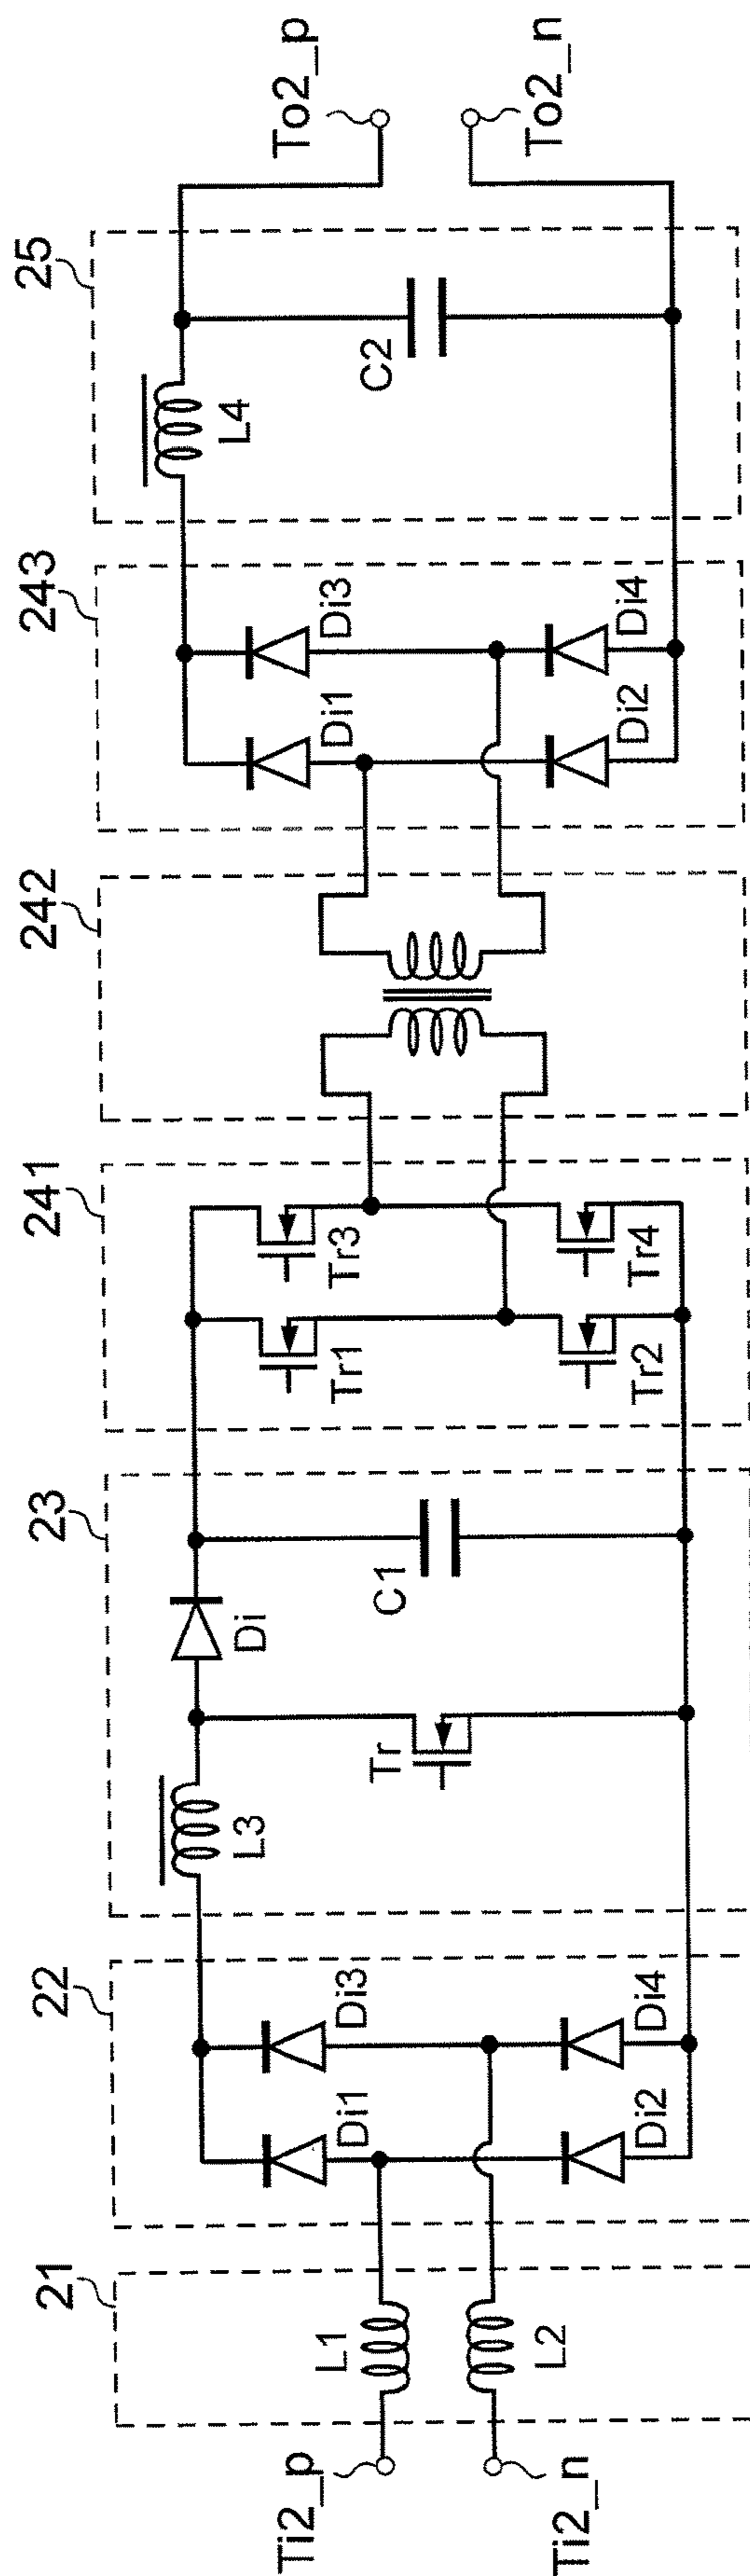 21
22
23
241
242
243
25
Ti2_p
Ti2_n
L1
L2
Di1
Di3
Di2
Di4
L3
Di
Tr
C1
Tr1
Tr3
Tr2
Tr4
Di1
Di3
Di2
Di4
L4
C2
To2_p
To2_n